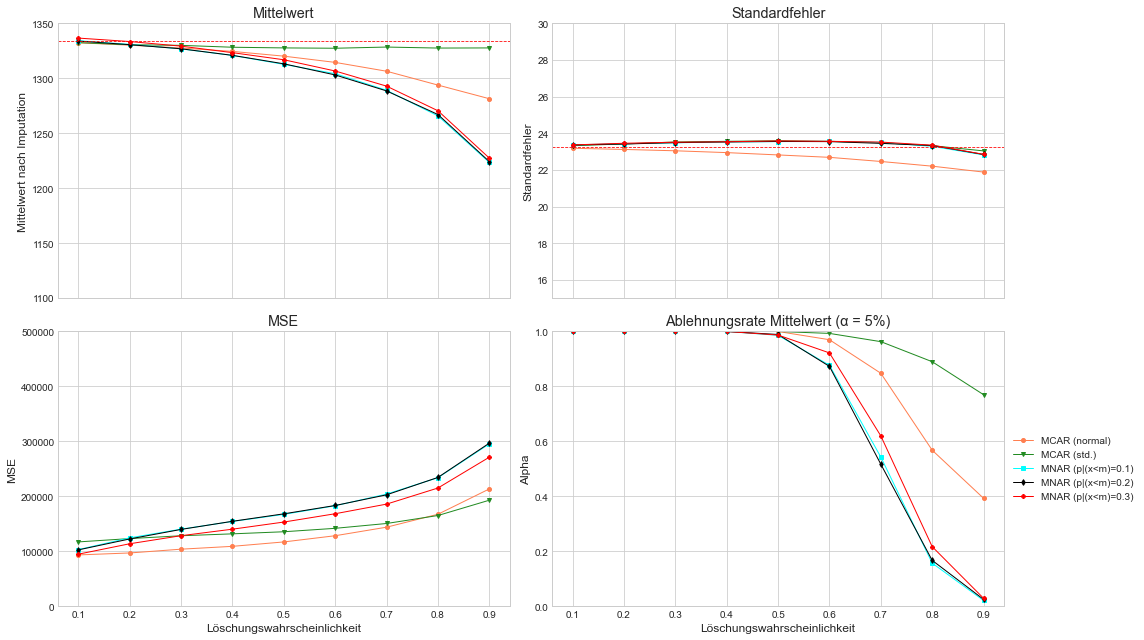 Mittelwert
Mittelwert nach Imputation
1350
1300
1250
1200
1150
1100
Standardfehler
Standardfehler
30
28
26
24
22
20
18
16
MSE
MSE
500000
400000
300000
200000
100000
0
0.1 0.2 0.3 0.4 0.5 0.6 0.7 0.8 0.9
Löschungswahrscheinlichkeit
Ablehnungsrate Mittelwert (α = 5%)
Alpha
1.0
0.8
0.6
0.4
0.2
0.0
0.1 0.2 0.3 0.4 0.5 0.6 0.7 0.8 0.9
Löschungswahrscheinlichkeit
MCAR (normal)
MCAR (std.)
MNAR (p|(x<m)=0.1)
MNAR (p|(x<m)=0.2)
MNAR (p|(x<m)=0.3)